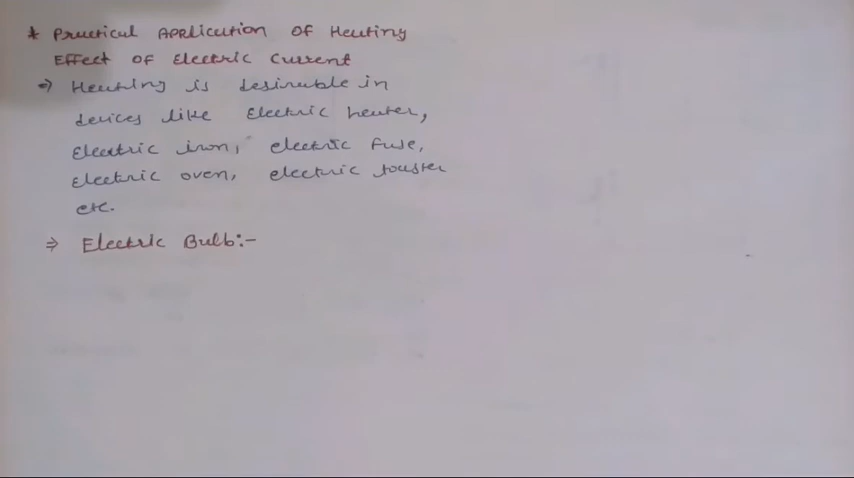 * Practical Application of Heating
Effect of Electric Current
→ Heating is desirable in
devices like Electric heater,
Electric iron, electric fuse,
Electric oven, electric toaster
etc.
⇒ Electric Bulb:-